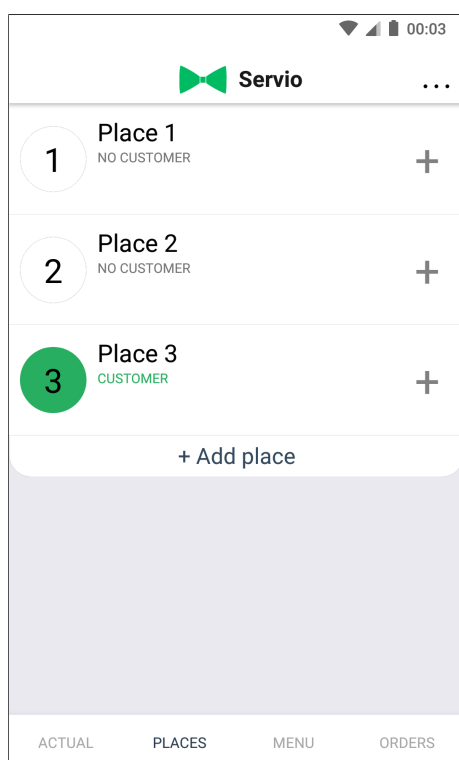 00:03
Servio
...
1
Place 1
NO CUSTOMER
+
2
Place 2
NO CUSTOMER
+
3
Place 3
CUSTOMER
+
+ Add place
ACTUAL PLACES MENU ORDERS